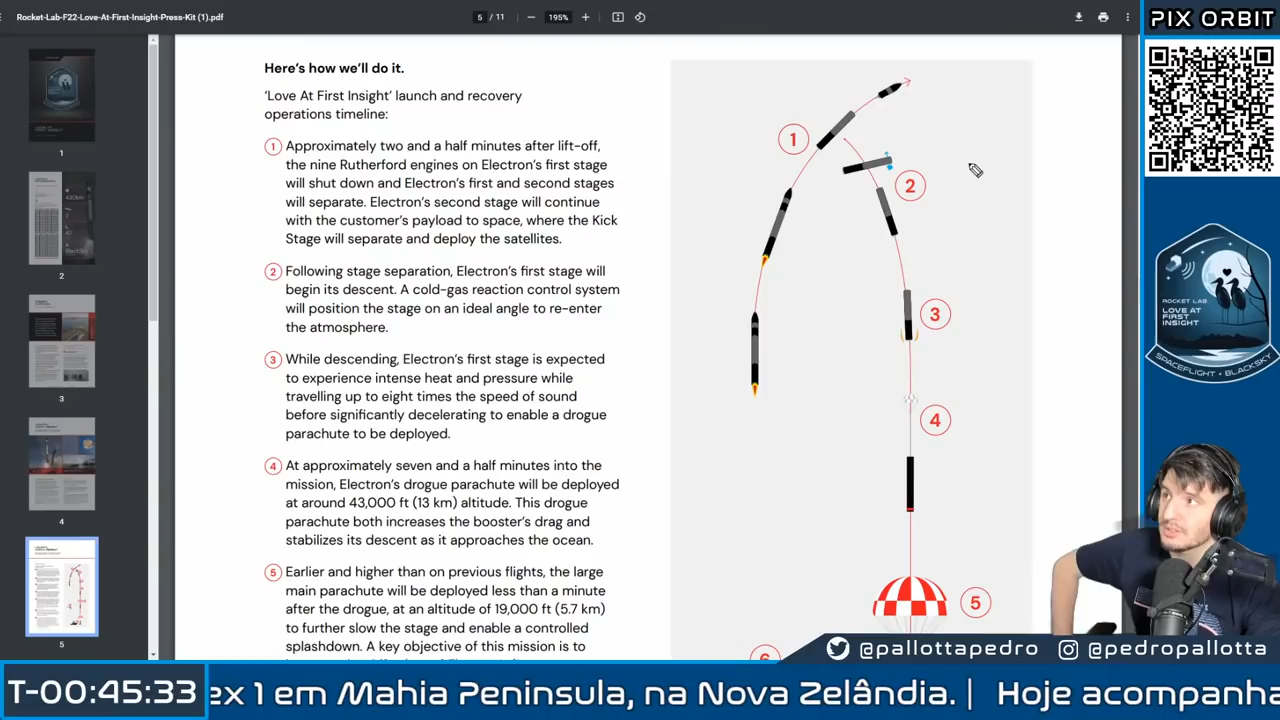 Rocket-Lab-F22-Love-At-First-Insight-Press-Kit (1).pdf
5 / 11
195%
PIX ORBIT
1
2
3
4
5
Here's how we'll do it.
'Love At First Insight' launch and recovery
operations timeline:
1 Approximately two and a half minutes after lift-off,
the nine Rutherford engines on Electron's first stage
will shut down and Electron's first and second stages
will separate. Electron's second stage will continue
with the customer's payload to space, where the Kick
Stage will separate and deploy the satellites.
2 Following stage separation, Electron's first stage will
begin its descent. A cold-gas reaction control system
will position the stage on an ideal angle to re-enter
the atmosphere.
3 While descending, Electron's first stage is expected
to experience intense heat and pressure while
travelling up to eight times the speed of sound
before significantly decelerating to enable a drogue
parachute to be deployed.
4 At approximately seven and a half minutes into the
mission, Electron's drogue parachute will be deployed
at around 43,000 ft (13 km) altitude. This drogue
parachute both increases the booster's drag and
stabilizes its descent as it approaches the ocean.
5 Earlier and higher than on previous flights, the large
main parachute will be deployed less than a minute
after the drogue, at an altitude of 19,000 ft (5.7 km)
to further slow the stage and enable a controlled
splashdown. A key objective of this mission is to
1
2
3
4
5
6
ROCKET LAB
LOVE AT
FIRST
INSIGHT
SPACEFLIGHT + BLACKSKY
@pallottapedro
@pedropallotta
T-00:45:33
ex 1 em Mahia Peninsula, na Nova Zelândia. | Hoje acompanha